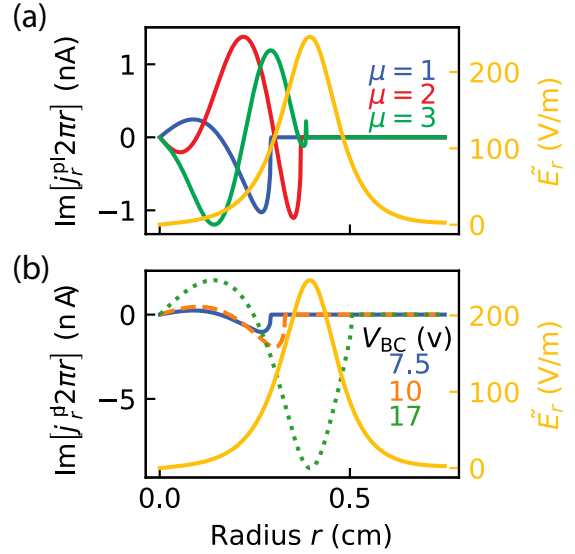 (a)
Im[j_r^{pl}2πr] (nA)
1
0
−1
μ = 1
μ = 2
μ = 3
200
100
0
Ẽ_r (V/m)
(b)
Im[j_r^{pl}2πr] (nA)
0
−5
V_BC (v)
7.5
10
17
200
100
0
Ẽ_r (V/m)
0.0
0.5
Radius r (cm)